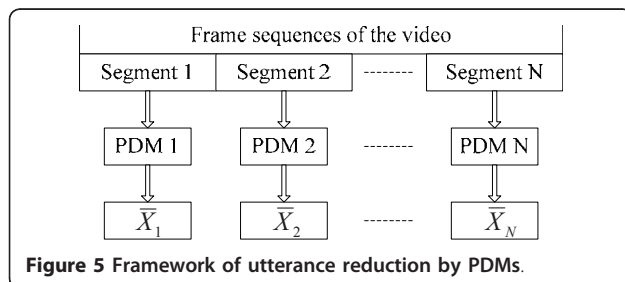 Frame sequences of the video
Segment 1 Segment 2 -------- Segment N
PDM 1 PDM 2 -------- PDM N
X̅₁ X̅₂ -------- X̅_N
Figure 5 Framework of utterance reduction by PDMs.